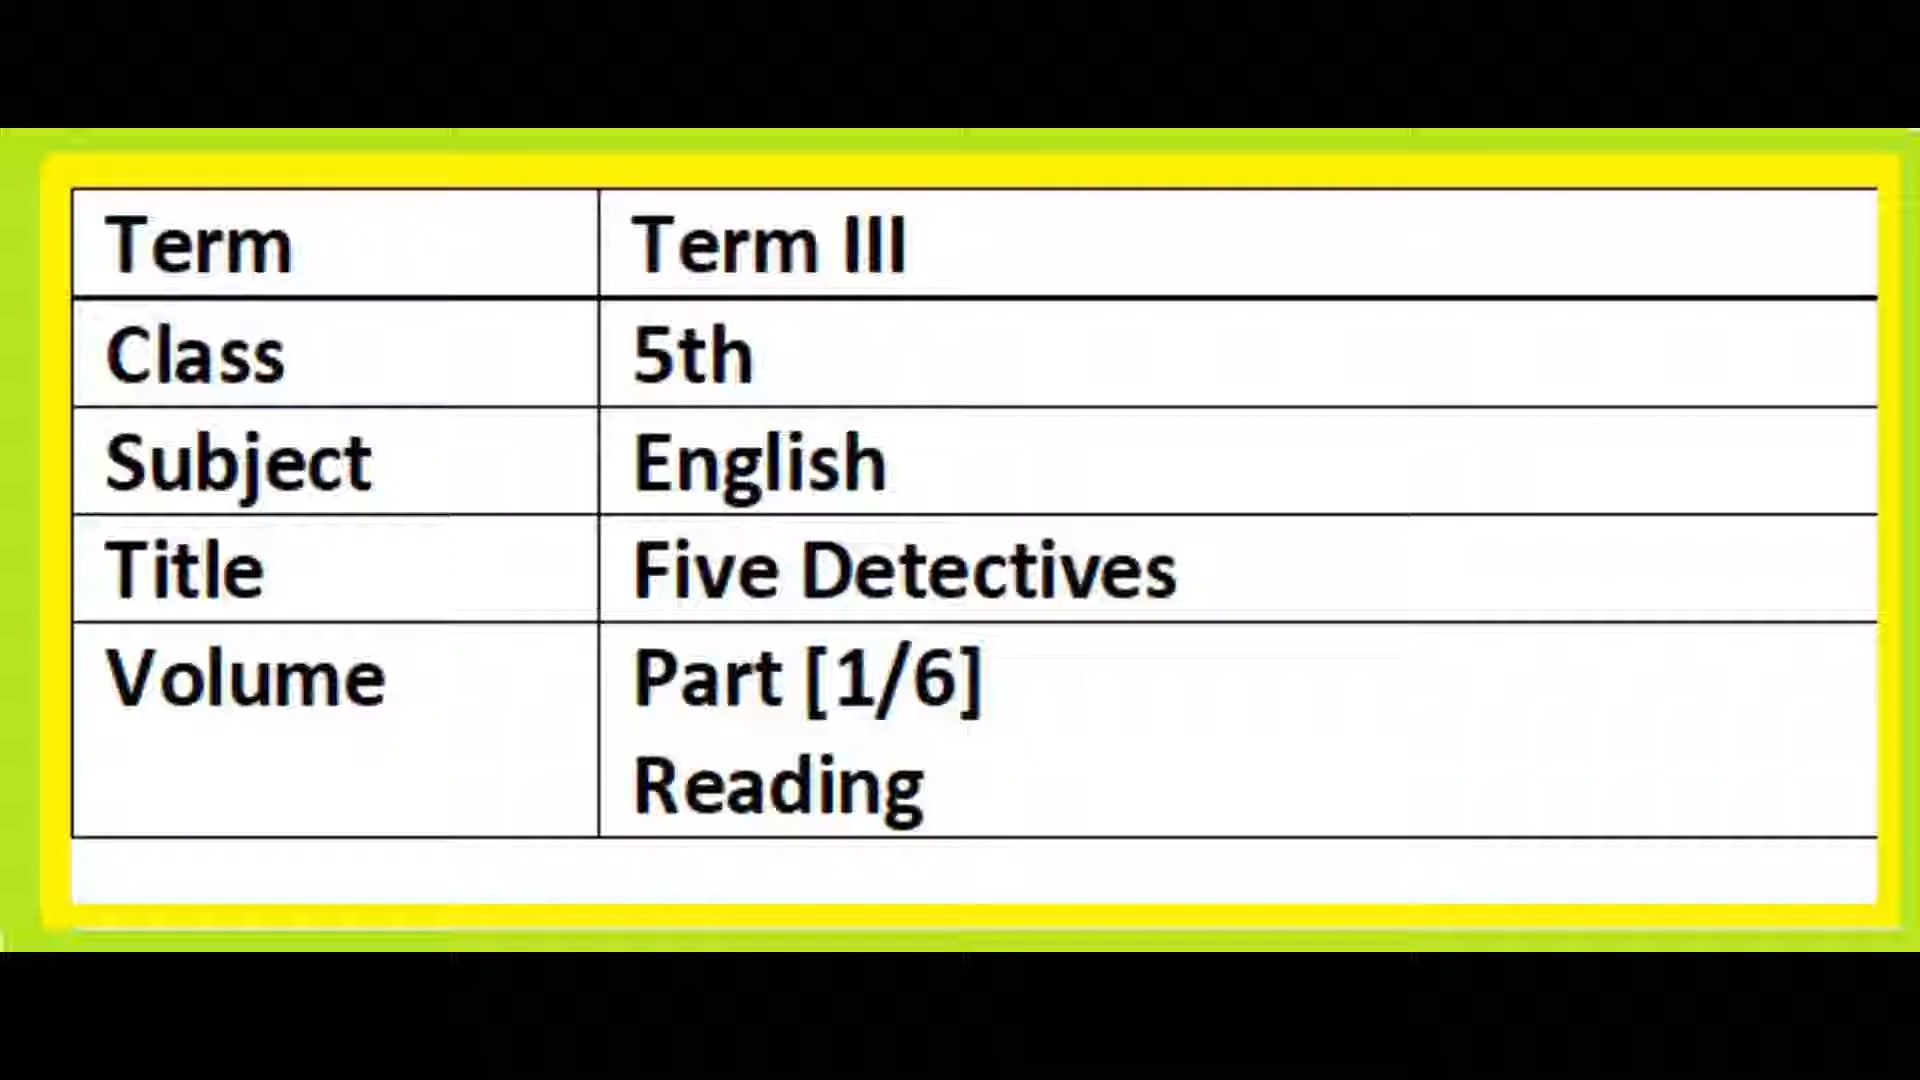 Term Term III
Class 5th
Subject English
Title Five Detectives
Volume Part [1/6]
Reading